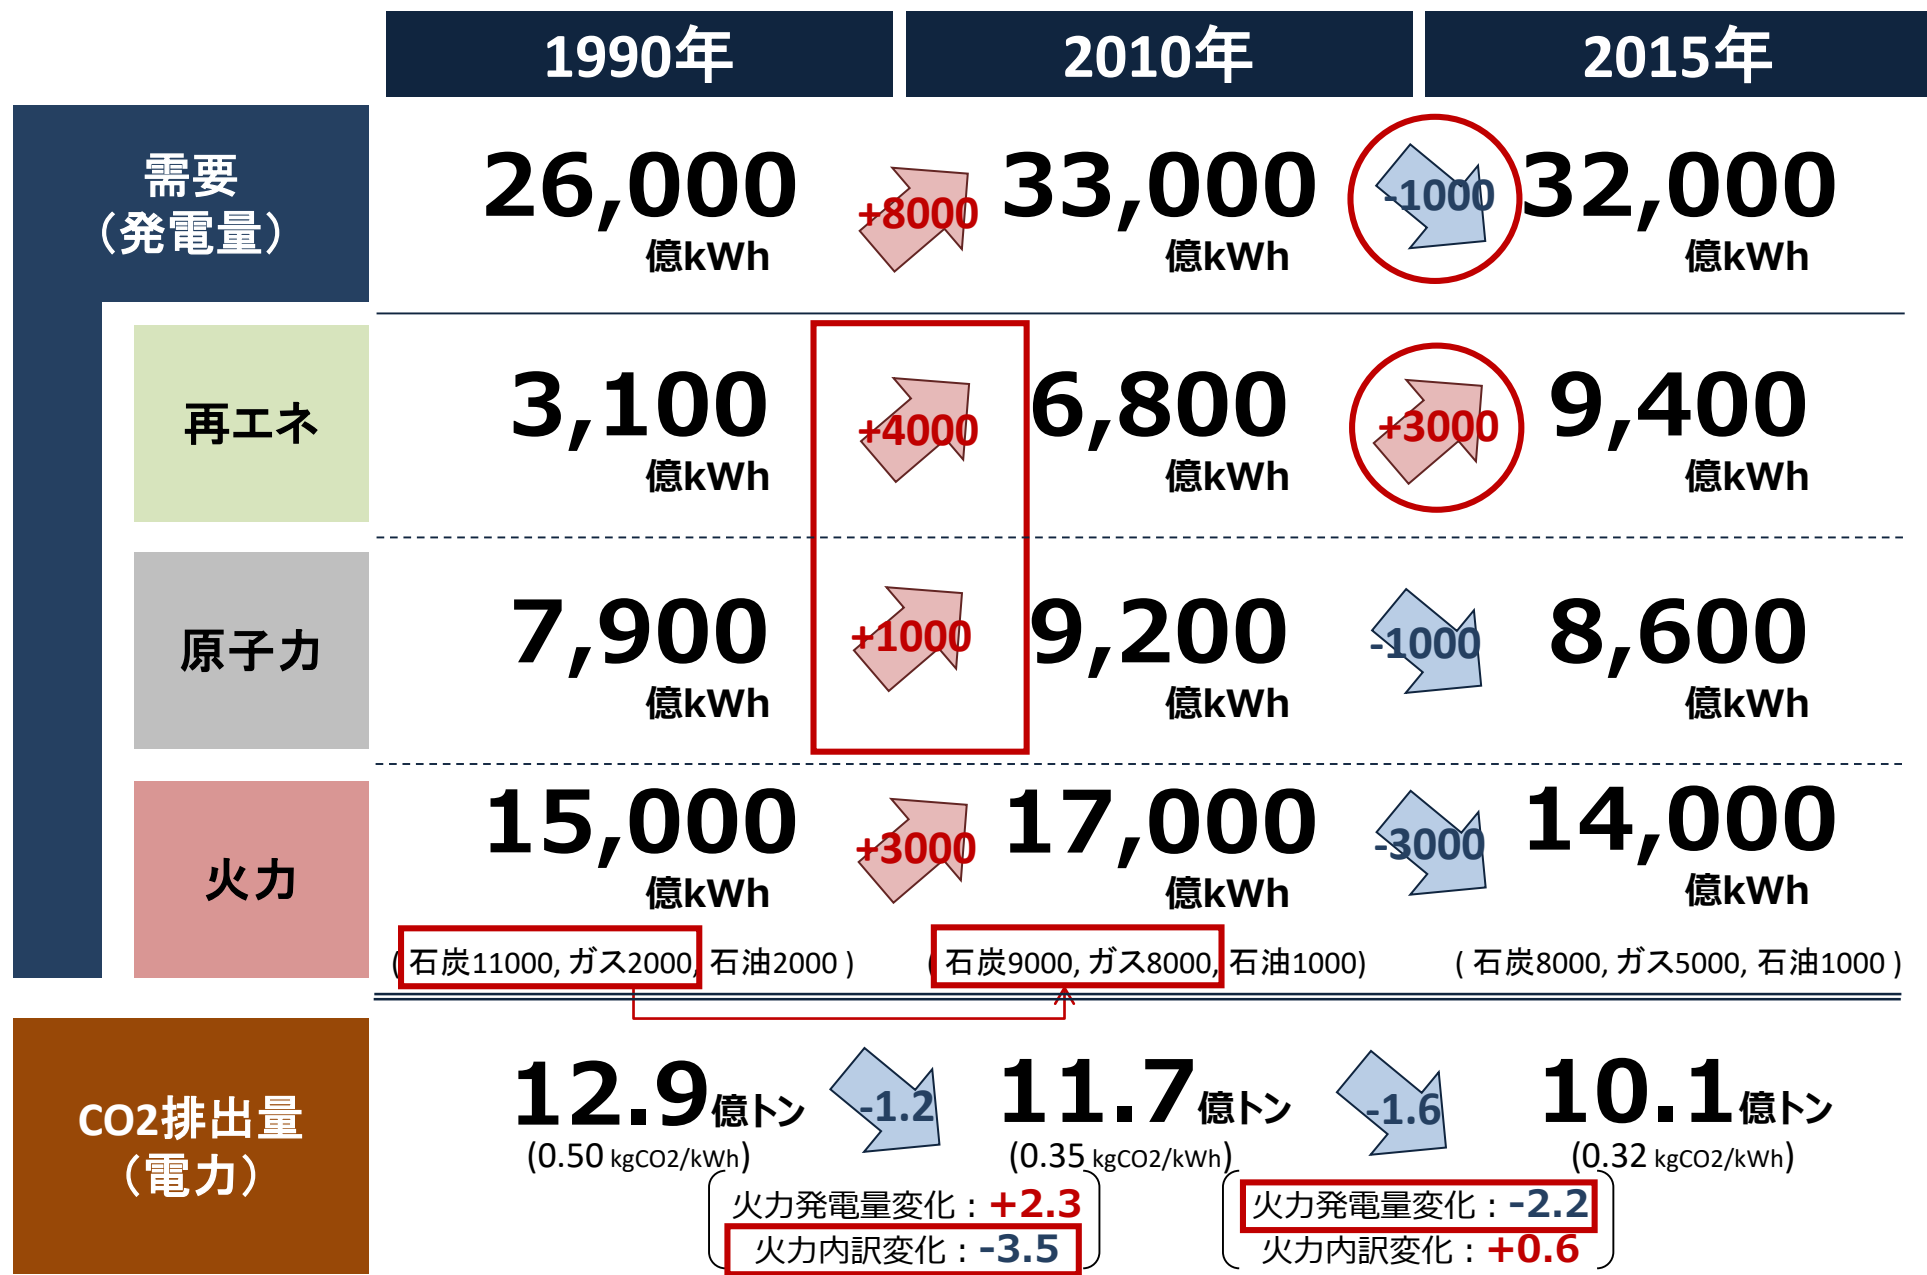 1990年 2010年 2015年
需要
（発電量）
26,000 +8000 33,000 -1000 32,000
億kWh 億kWh 億kWh
再エネ
3,100 +4000 6,800 +3000 9,400
億kWh 億kWh 億kWh
原子力
7,900 +1000 9,200 -1000 8,600
億kWh 億kWh 億kWh
火力
15,000 +3000 17,000 -3000 14,000
億kWh 億kWh 億kWh
( 石炭11000, ガス2000, 石油2000 ) ( 石炭9000, ガス8000, 石油1000) ( 石炭8000, ガス5000, 石油1000 )
CO2排出量
（電力）
12.9億トン -1.2 11.7億トン -1.6 10.1億トン
(0.50 kgCO2/kWh) (0.35 kgCO2/kWh) (0.32 kgCO2/kWh)
火力発電量変化：+2.3 火力発電量変化：-2.2
火力内訳変化：-3.5 火力内訳変化：+0.6